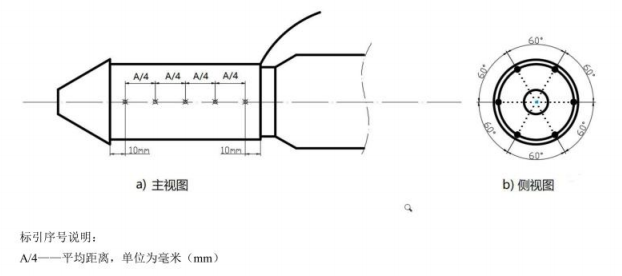 A/4 A/4 A/4 A/4
10mm 10mm
a) 主视图
60°
60° 60°
60° 60°
60°
b) 侧视图
标引序号说明：
A/4——平均距离，单位为毫米（mm）